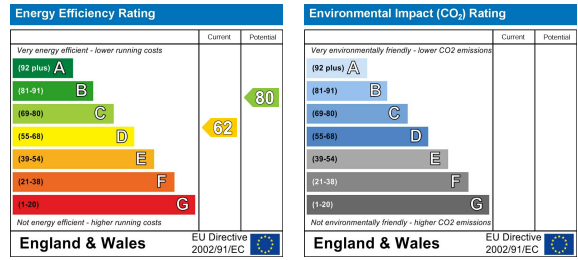 Energy Efficiency Rating
Current Potential
Very energy efficient - lower running costs
(92 plus) A
(81-91) B
(69-80) C
(55-68) D
(39-54) E
(21-38) F
(1-20) G
62
80
Not energy efficient - higher running costs
England & Wales
EU Directive
2002/91/EC
Environmental Impact (CO₂) Rating
Current Potential
Very environmentally friendly - lower CO2 emissions
(92 plus) A
(81-91) B
(69-80) C
(55-68) D
(39-54) E
(21-38) F
(1-20) G
Not environmentally friendly - higher CO2 emissions
England & Wales
EU Directive
2002/91/EC